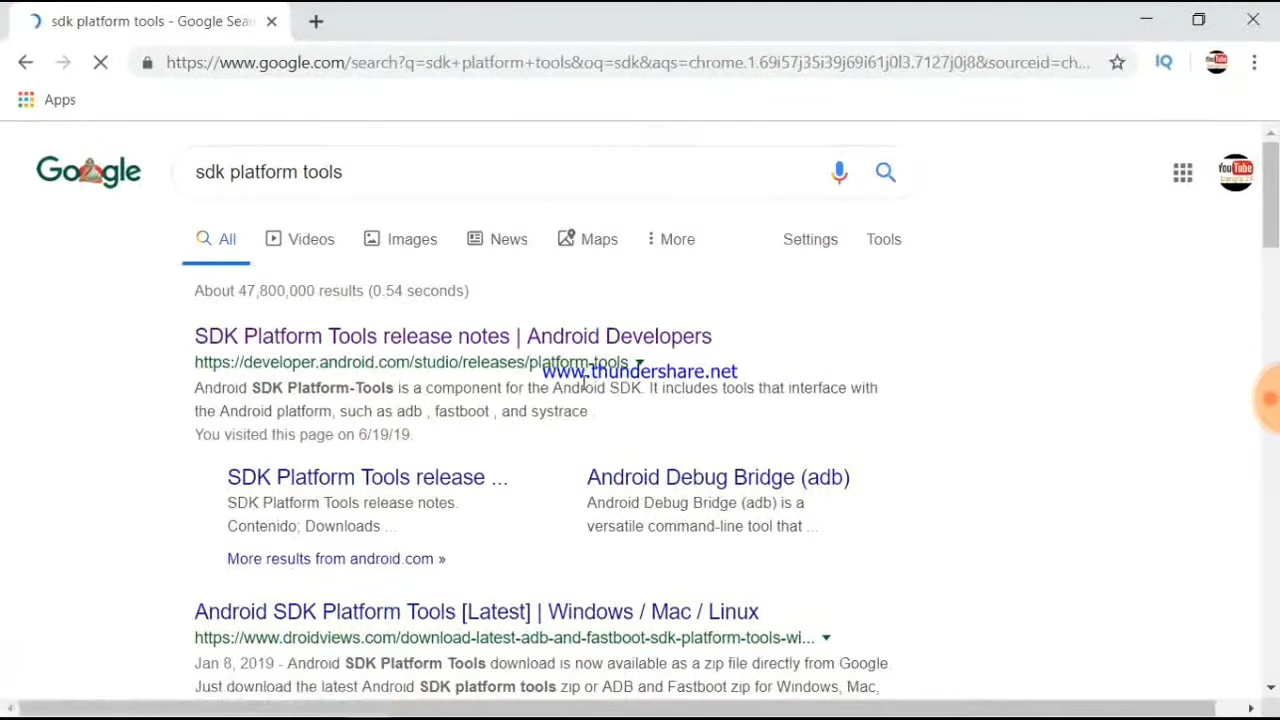 sdk platform tools - Google Sear
https://www.google.com/search?q=sdk+platform+tools&oq=sdk&aqs=chrome.1.69i57j35i39j69i61j0l3.7127j0j8&sourceid=ch...
IQ
Apps
Google
sdk platform tools
YouTube
All
Videos
Images
News
Maps
More
Settings
Tools
About 47,800,000 results (0.54 seconds)
SDK Platform Tools release notes | Android Developers
https://developer.android.com/studio/releases/platform-tools
www.thundershare.net
Android SDK Platform-Tools is a component for the Android SDK. It includes tools that interface with
the Android platform, such as adb , fastboot , and systrace .
You visited this page on 6/19/19.
SDK Platform Tools release ...
SDK Platform Tools release notes.
Contenido; Downloads ...
Android Debug Bridge (adb)
Android Debug Bridge (adb) is a
versatile command-line tool that ...
More results from android.com »
Android SDK Platform Tools [Latest] | Windows / Mac / Linux
https://www.droidviews.com/download-latest-adb-and-fastboot-sdk-platform-tools-wi...
Jan 8, 2019 - Android SDK Platform Tools download is now available as a zip file directly from Google.
Just download the latest Android SDK platform tools zip or ADB and Fastboot zip for Windows, Mac,